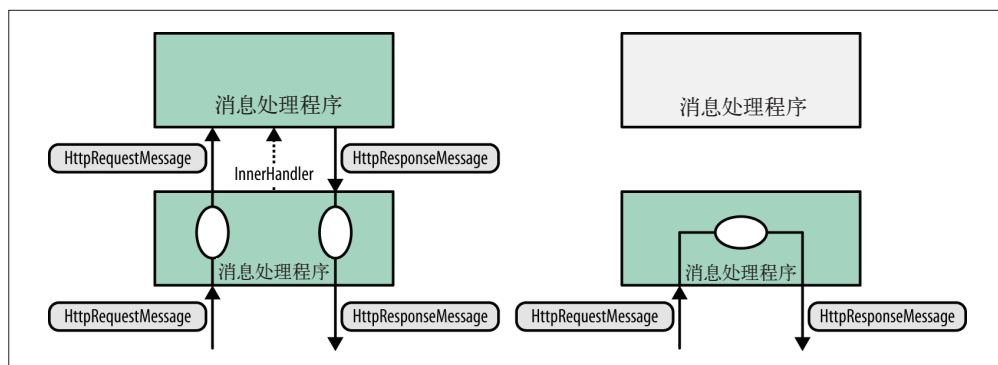 消息处理程序
消息处理程序
HttpRequestMessage
HttpResponseMessage
InnerHandler
消息处理程序
消息处理程序
HttpRequestMessage
HttpResponseMessage
HttpRequestMessage
HttpResponseMessage